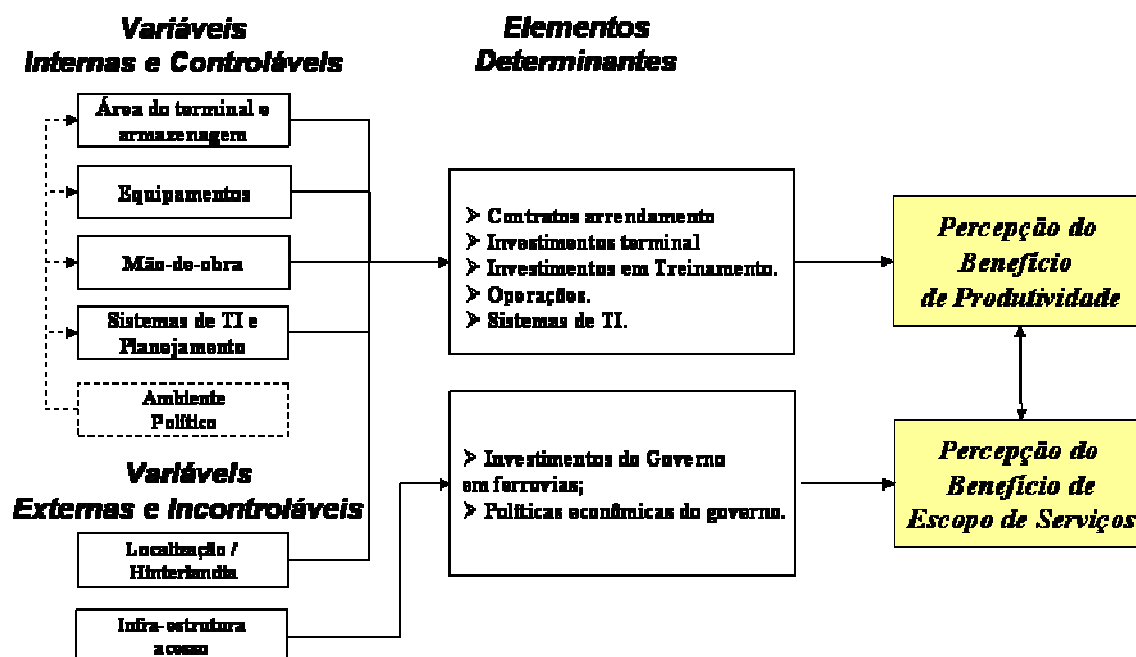 Variáveis
Internas e Controláveis
Elementos
Determinantes
Área do terminal e
armazenagem
Equipamentos
Mão-de-obra
Sistemas de TI e
Planejamento
Ambiente
Político
➢ Contratos arrendamento
➢ Investimentos terminal
➢ Investimentos em Treinamento.
➢ Operações.
➢ Sistemas de TI.
Percepção do
Benefício
de Produtividade
Variáveis
Externas e Incontroláveis
Localização /
Hinterlandia
Infra-estrutura
acesso
➢ Investimentos do Governo
em ferrovias;
➢ Políticas econômicas do governo.
Percepção do
Benefício de
Escopo de Serviços